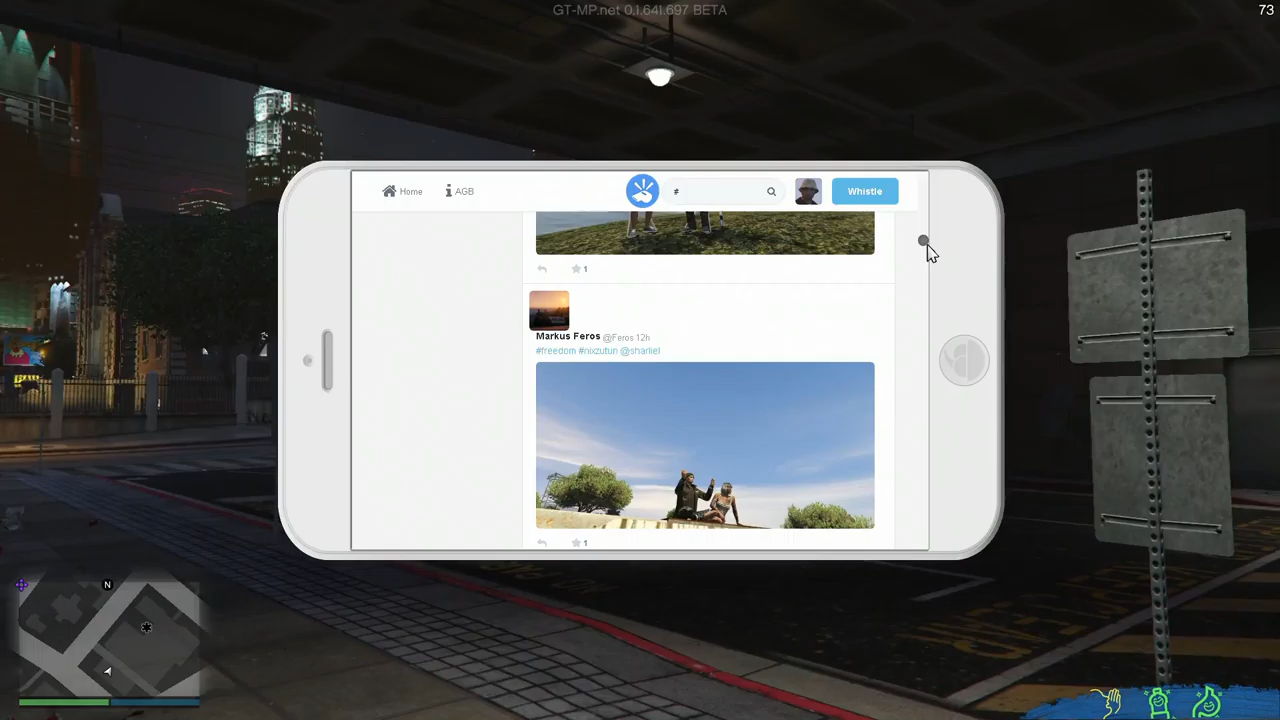 GT-MP.net 0.1.641.697 BETA
73
Home
AGB
#
Whistle
1
Markus Feros @Feros 12h
#freedom #nixzutun @sharliel
1
N